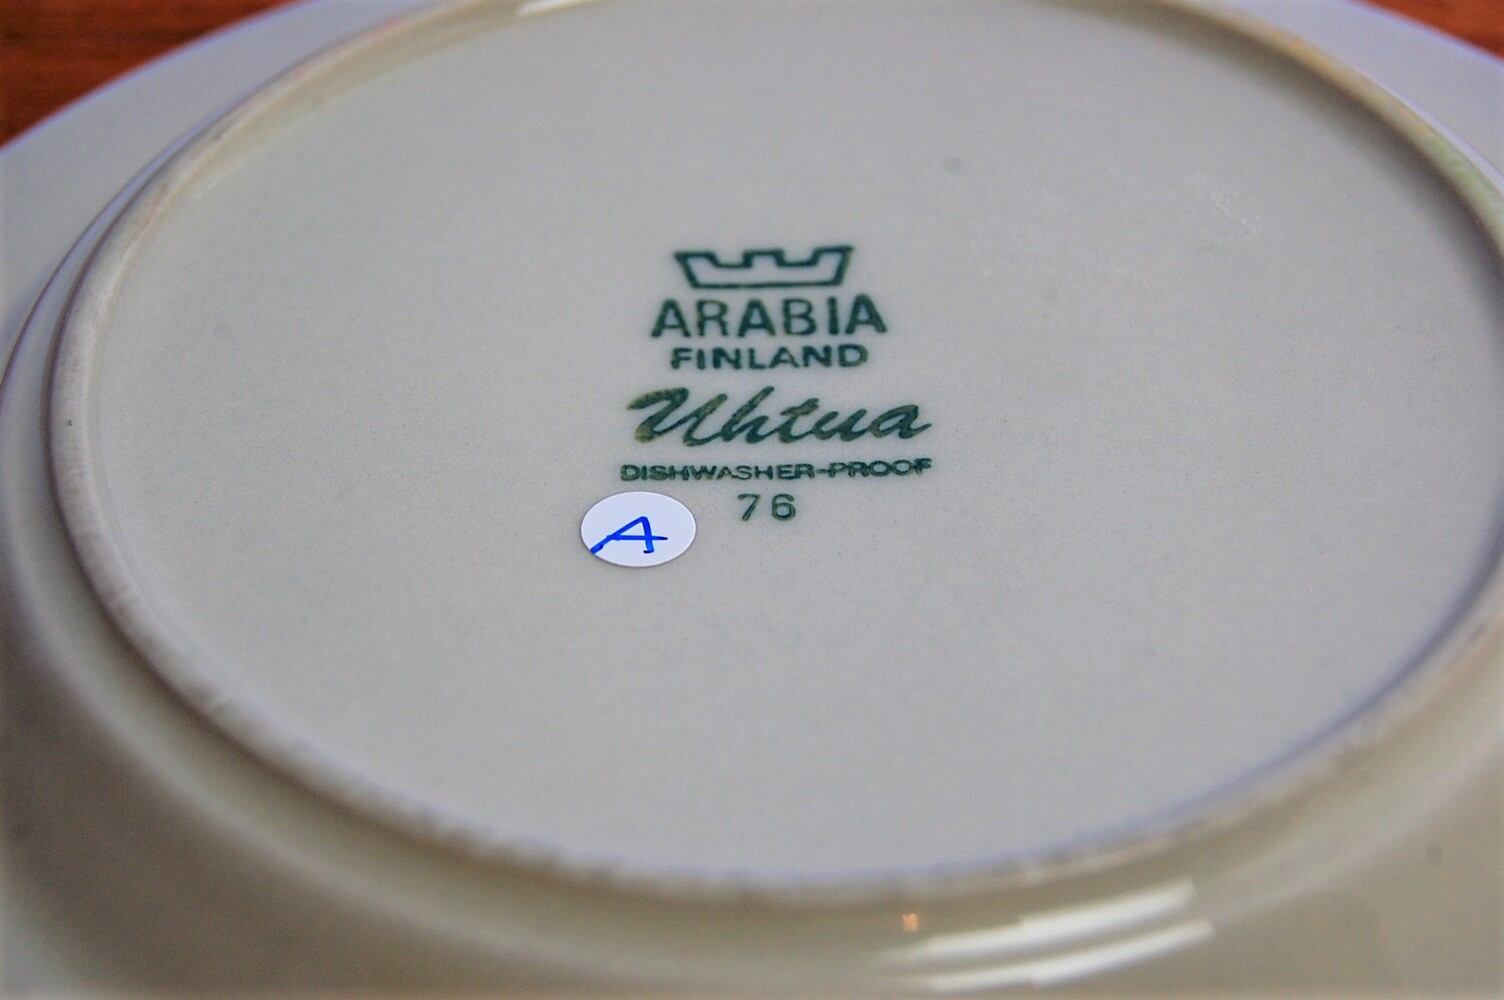 ARABIA
FINLAND
Uhtua
DISHWASHER-PROOF
76
A